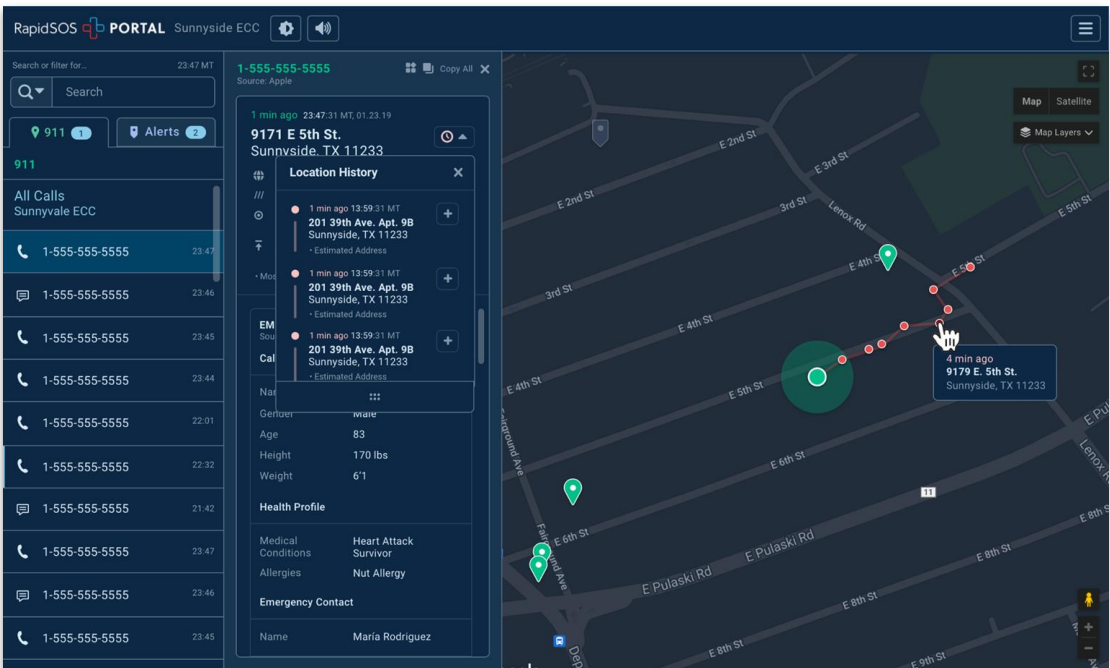 RapidSOS PORTAL Sunnyside ECC
Search or filter for... 23:47 MT
Search
911 1
Alerts 2
911
All Calls
Sunnyvale ECC
1-555-555-5555 23:47
1-555-555-5555 23:46
1-555-555-5555 23:45
1-555-555-5555 23:44
1-555-555-5555 22:01
1-555-555-5555 22:32
1-555-555-5555 21:42
1-555-555-5555 23:47
1-555-555-5555 23:46
1-555-555-5555 23:45
1-555-555-5555 Copy All
Source: Apple
1 min ago 23:47:31 MT, 01.23.19
9171 E 5th St.
Sunnyside, TX 11233
Location History
1 min ago 13:59:31 MT
201 39th Ave. Apt. 9B
Sunnyside, TX 11233
• Estimated Address
1 min ago 13:59:31 MT
201 39th Ave. Apt. 9B
Sunnyside, TX 11233
• Estimated Address
1 min ago 13:59:31 MT
201 39th Ave. Apt. 9B
Sunnyside, TX 11233
• Estimated Address
Gender Male
Age 83
Height 170 lbs
Weight 6'1
Health Profile
Medical Conditions Heart Attack Survivor
Allergies Nut Allergy
Emergency Contact
Name María Rodriguez
Map Satellite
Map Layers
E 2nd St
E 3rd St
E 2nd St
3rd St
Lenox Rd
E 5th St
E 4th St
E 5th St
3rd St
E 4th St
4 min ago
9179 E. 5th St.
Sunnyside, TX 11233
E 4th St
E 5th St
E 6th St
11
E 8th S
E 6th St
Fairground Ave
E Pulaski Rd
E Pulaski Rd
E 8th St
E 8th St
E 8th St
E 9th St